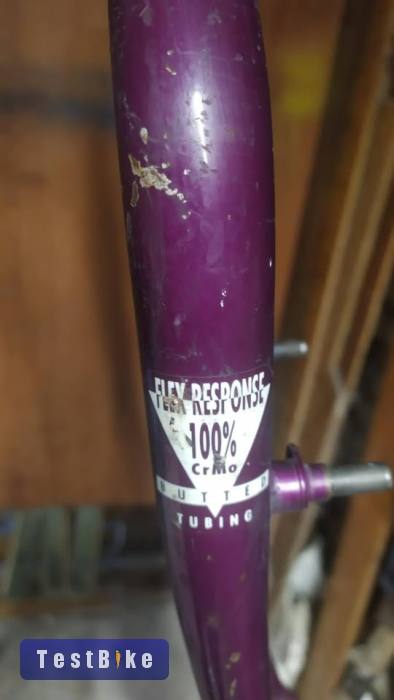 FLEX RESPONSE
100%
CrMo
BUTTED
TUBING
TestBike